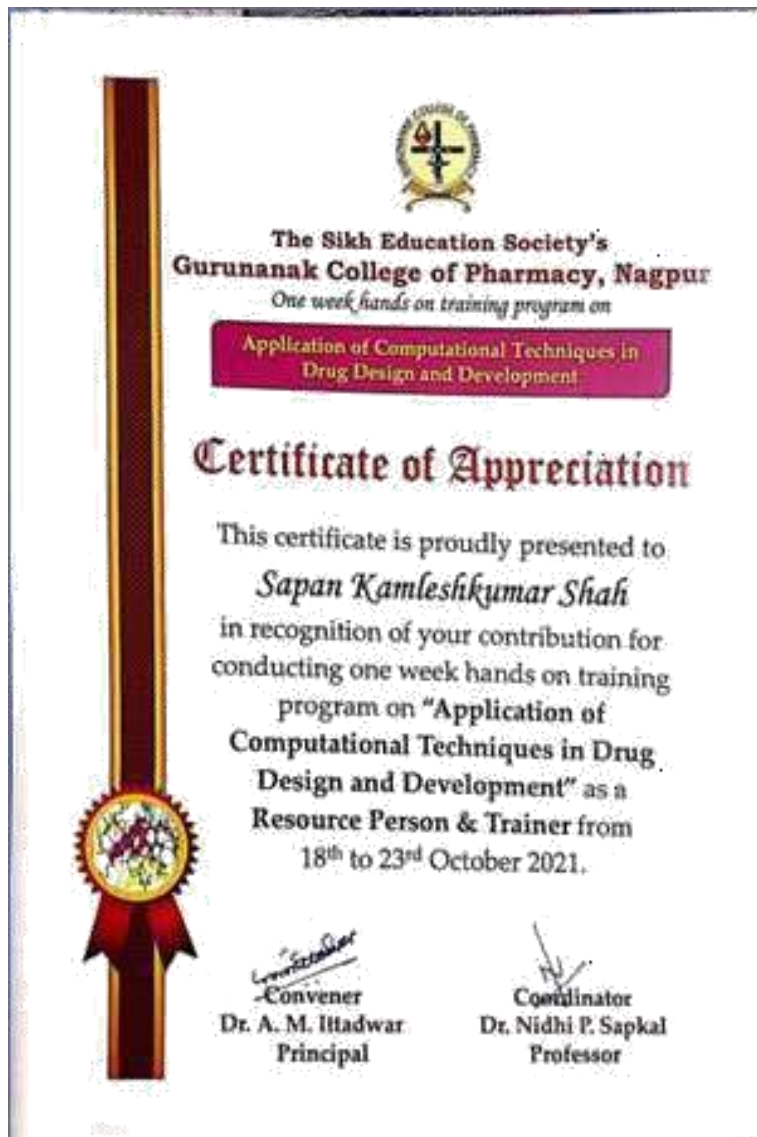 The Sikh Education Society's
Gurunanak College of Pharmacy, Nagpur
One week hands on training program on
Application of Computational Techniques in
Drug Design and Development
Certificate of Appreciation
This certificate is proudly presented to
Sapan Kamleshkumar Shah
in recognition of your contribution for
conducting one week hands on training
program on “Application of
Computational Techniques in Drug
Design and Development” as a
Resource Person & Trainer from
18th to 23rd October 2021.
Convener
Dr. A. M. Ittadwar
Principal
Coordinator
Dr. Nidhi P. Sapkal
Professor